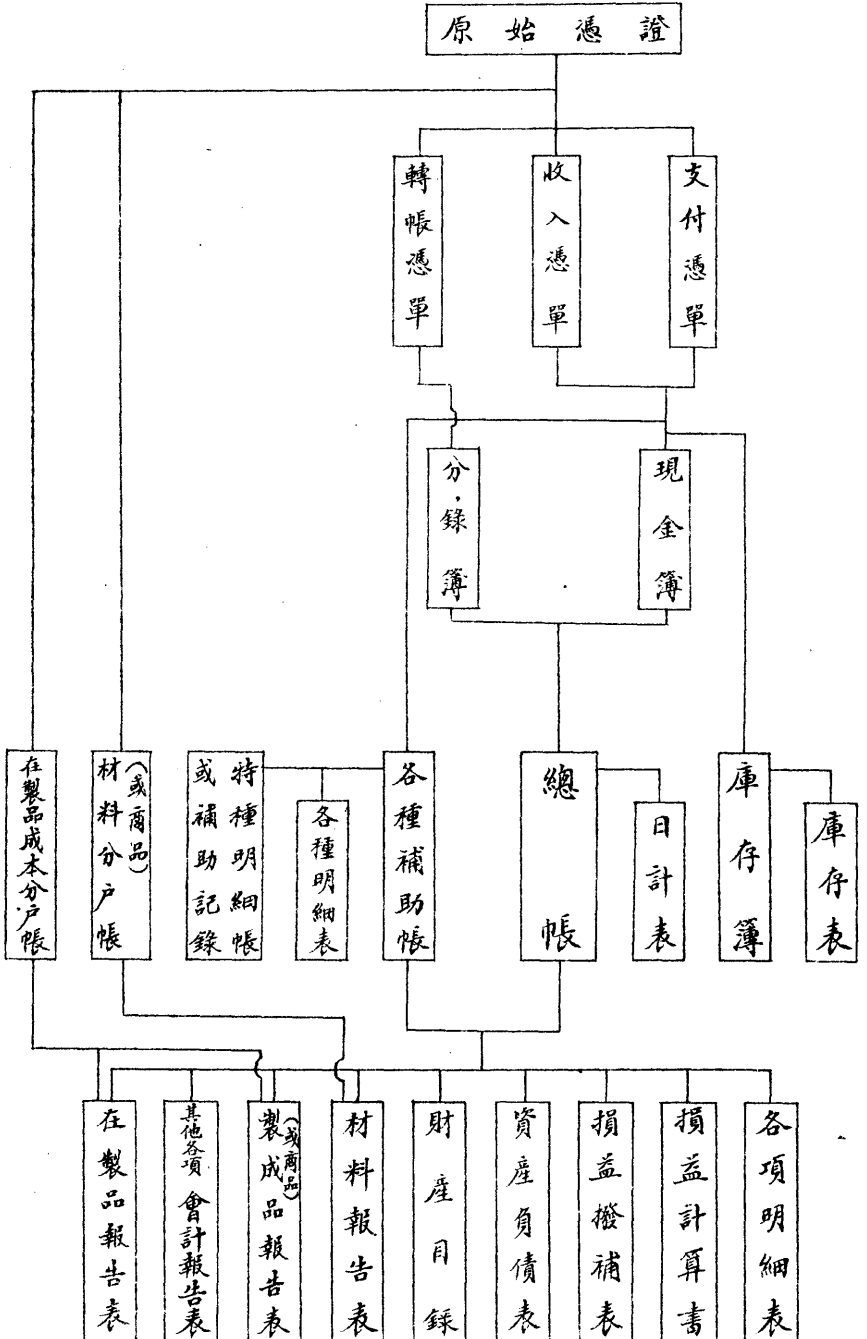 原始憑證
支付憑單
收入憑單
轉帳憑單
現金簿
分錄簿
庫存表
庫存簿
日計表
總帳
各種補助帳
各種明細表
特種明細帳
或補助記錄
(或商品)
材料分戶帳
在製品成本分戶帳
各項明細表
損益計算書
損益撥補表
資產負債表
財產目錄
材料報告表
(或商品)
製成品報告表
其他各項會計報告表
在製品報告表